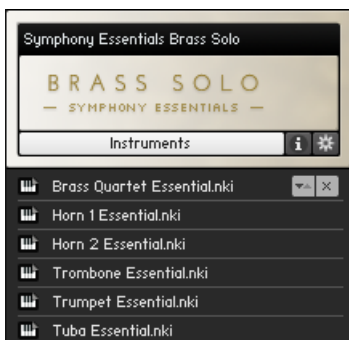 Symphony Essentials Brass Solo
BRASS SOLO
— SYMPHONY ESSENTIALS —
Instruments
Brass Quartet Essential.nki
Horn 1 Essential.nki
Horn 2 Essential.nki
Trombone Essential.nki
Trumpet Essential.nki
Tuba Essential.nki